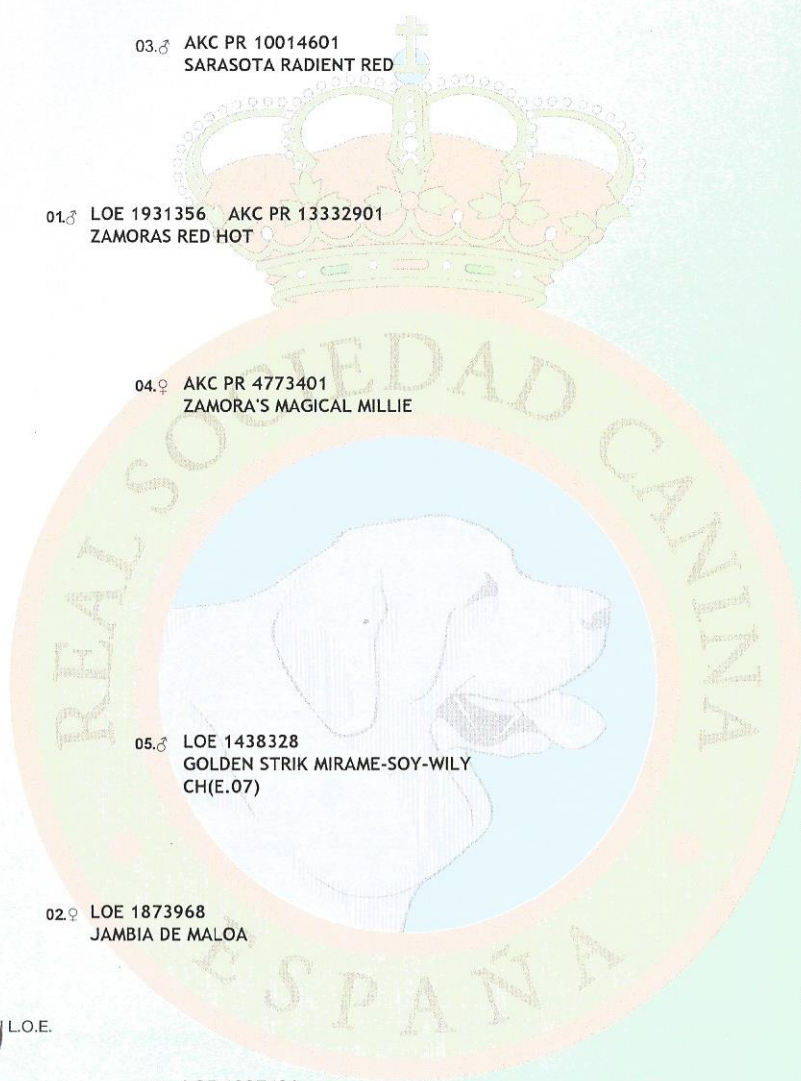 03.♂ AKC PR 10014601
SARASOTA RADIENT RED
01.♂ LOE 1931356 AKC PR 13332901
ZAMORAS RED HOT
04.♀ AKC PR 4773401
ZAMORA'S MAGICAL MILLIE
REAL SOCIEDAD CANINA
05.♂ LOE 1438328
GOLDEN STRIK MIRAME-SOY-WILY
CH(E.07)
02.♀ LOE 1873968
JAMBIA DE MALOA
ESPAÑA
L.O.E.